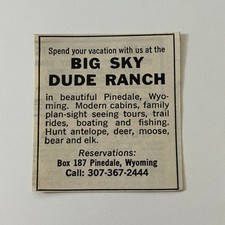 Spend your vacation with us at the
BIG SKY
DUDE RANCH
in beautiful Pinedale, Wyo-
ming. Modern cabins, family
plan-sight seeing tours, trail
rides, boating and fishing.
Hunt antelope, deer, moose,
bear and elk.
Reservations:
Box 187 Pinedale, Wyoming
Call: 307-367-2444